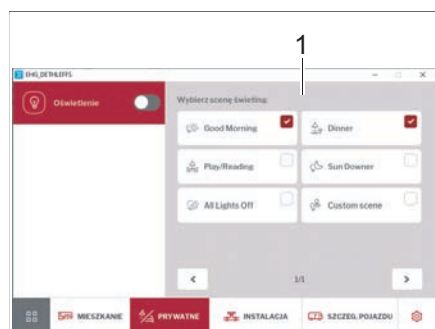 1
EHG_DETHLEFFS
Oświetlenie
Wybierz scenę świetlną:
Good Morning
Dinner
Play/Reading
Sun Downer
All Lights Off
Custom scene
1/1
MIESZKANIE
PRYWATNE
INSTALACJA
SZCZEG. POJAZDU